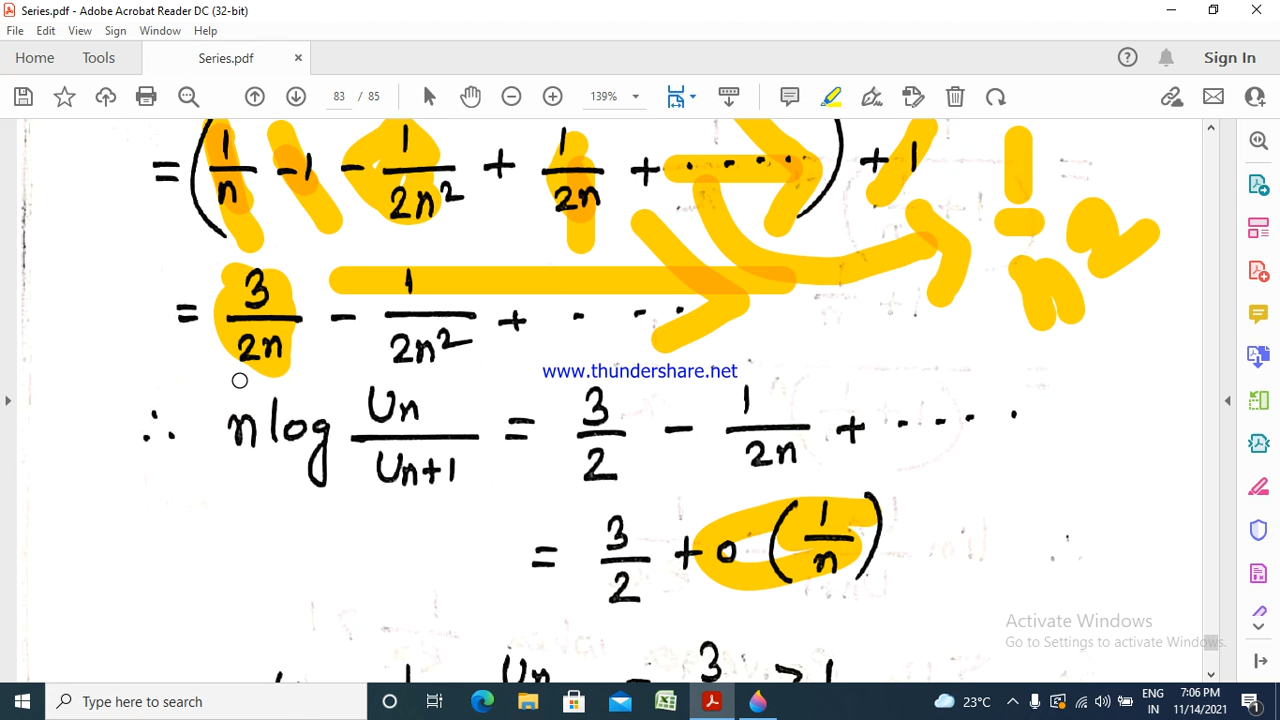 Series.pdf - Adobe Acrobat Reader DC (32-bit)
File Edit View Sign Window Help
Home Tools Series.pdf × Sign In
83 / 85 139%
= ( 1/n - 1 - 1/2n² + 1/2n + ..... ) + 1
1/n²
= 3/2n - 1/2n² + . . .
www.thundershare.net
∴ n log Un/Un+1 = 3/2 - 1/2n + .....
= 3/2 + o (1/n)
Un = 3 > 1
Activate Windows
Go to Settings to activate Windows.
Type here to search 23°C ENG IN 7:06 PM 11/14/2021